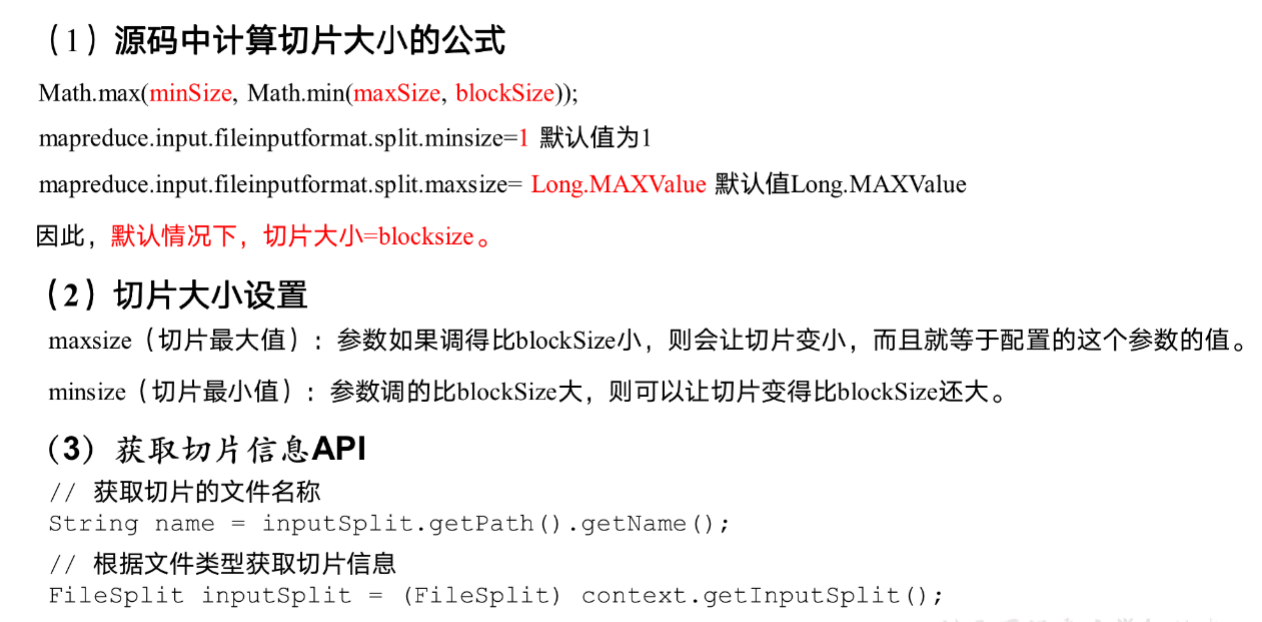 （1）源码中计算切片大小的公式
Math.max(minSize, Math.min(maxSize, blockSize));
mapreduce.input.fileinputformat.split.minsize=1 默认值为1
mapreduce.input.fileinputformat.split.maxsize= Long.MAXValue 默认值Long.MAXValue
因此，默认情况下，切片大小=blocksize。
（2）切片大小设置
maxsize（切片最大值）：参数如果调得比blockSize小，则会让切片变小，而且就等于配置的这个参数的值。
minsize（切片最小值）：参数调的比blockSize大，则可以让切片变得比blockSize还大。
（3）获取切片信息API
// 获取切片的文件名称
String name = inputSplit.getPath().getName();
// 根据文件类型获取切片信息
FileSplit inputSplit = (FileSplit) context.getInputSplit();